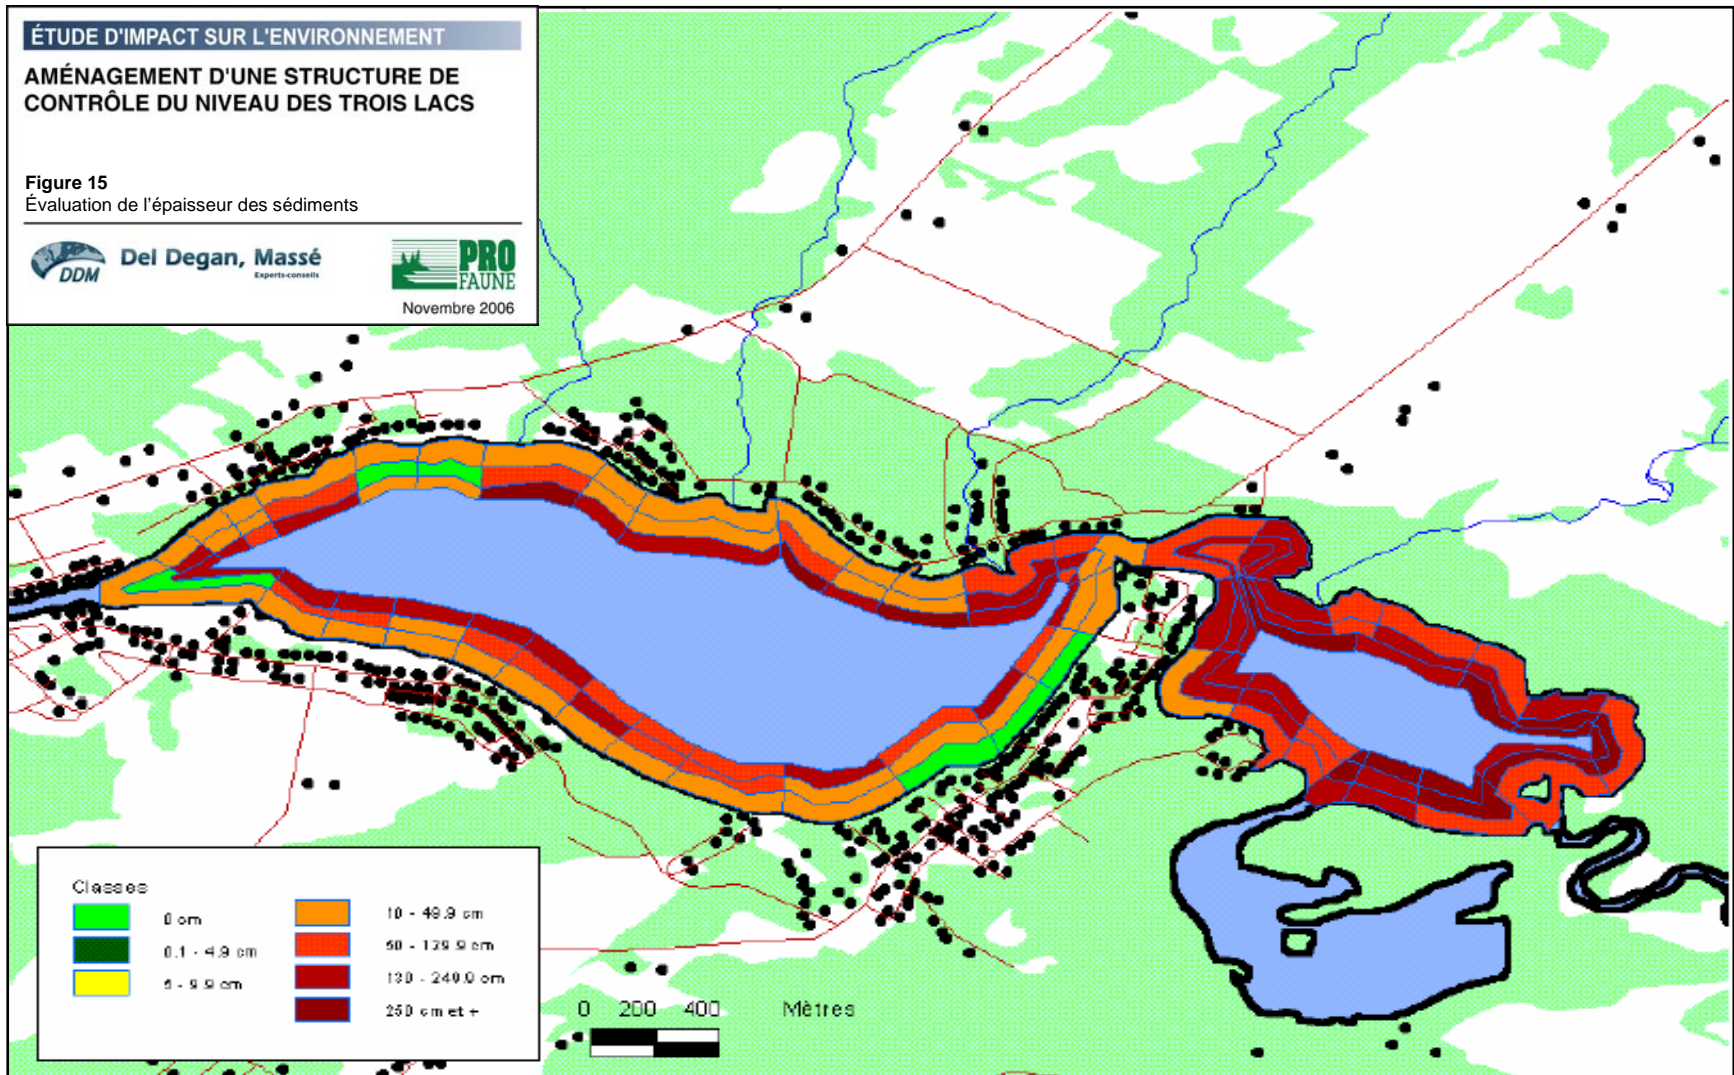 ÉTUDE D'IMPACT SUR L'ENVIRONNEMENT
AMÉNAGEMENT D'UNE STRUCTURE DE
CONTRÔLE DU NIVEAU DES TROIS LACS
Figure 15
Évaluation de l'épaisseur des sédiments
DDM
Del Degan, Massé
Experts-conseils
PRO
FAUNE
Novembre 2006
Classes
0 cm
0.1 - 4.9 cm
5 - 9.9 cm
10 - 49.9 cm
50 - 129.9 cm
130 - 249.9 cm
250 cm et +
0 200 400 Mètres